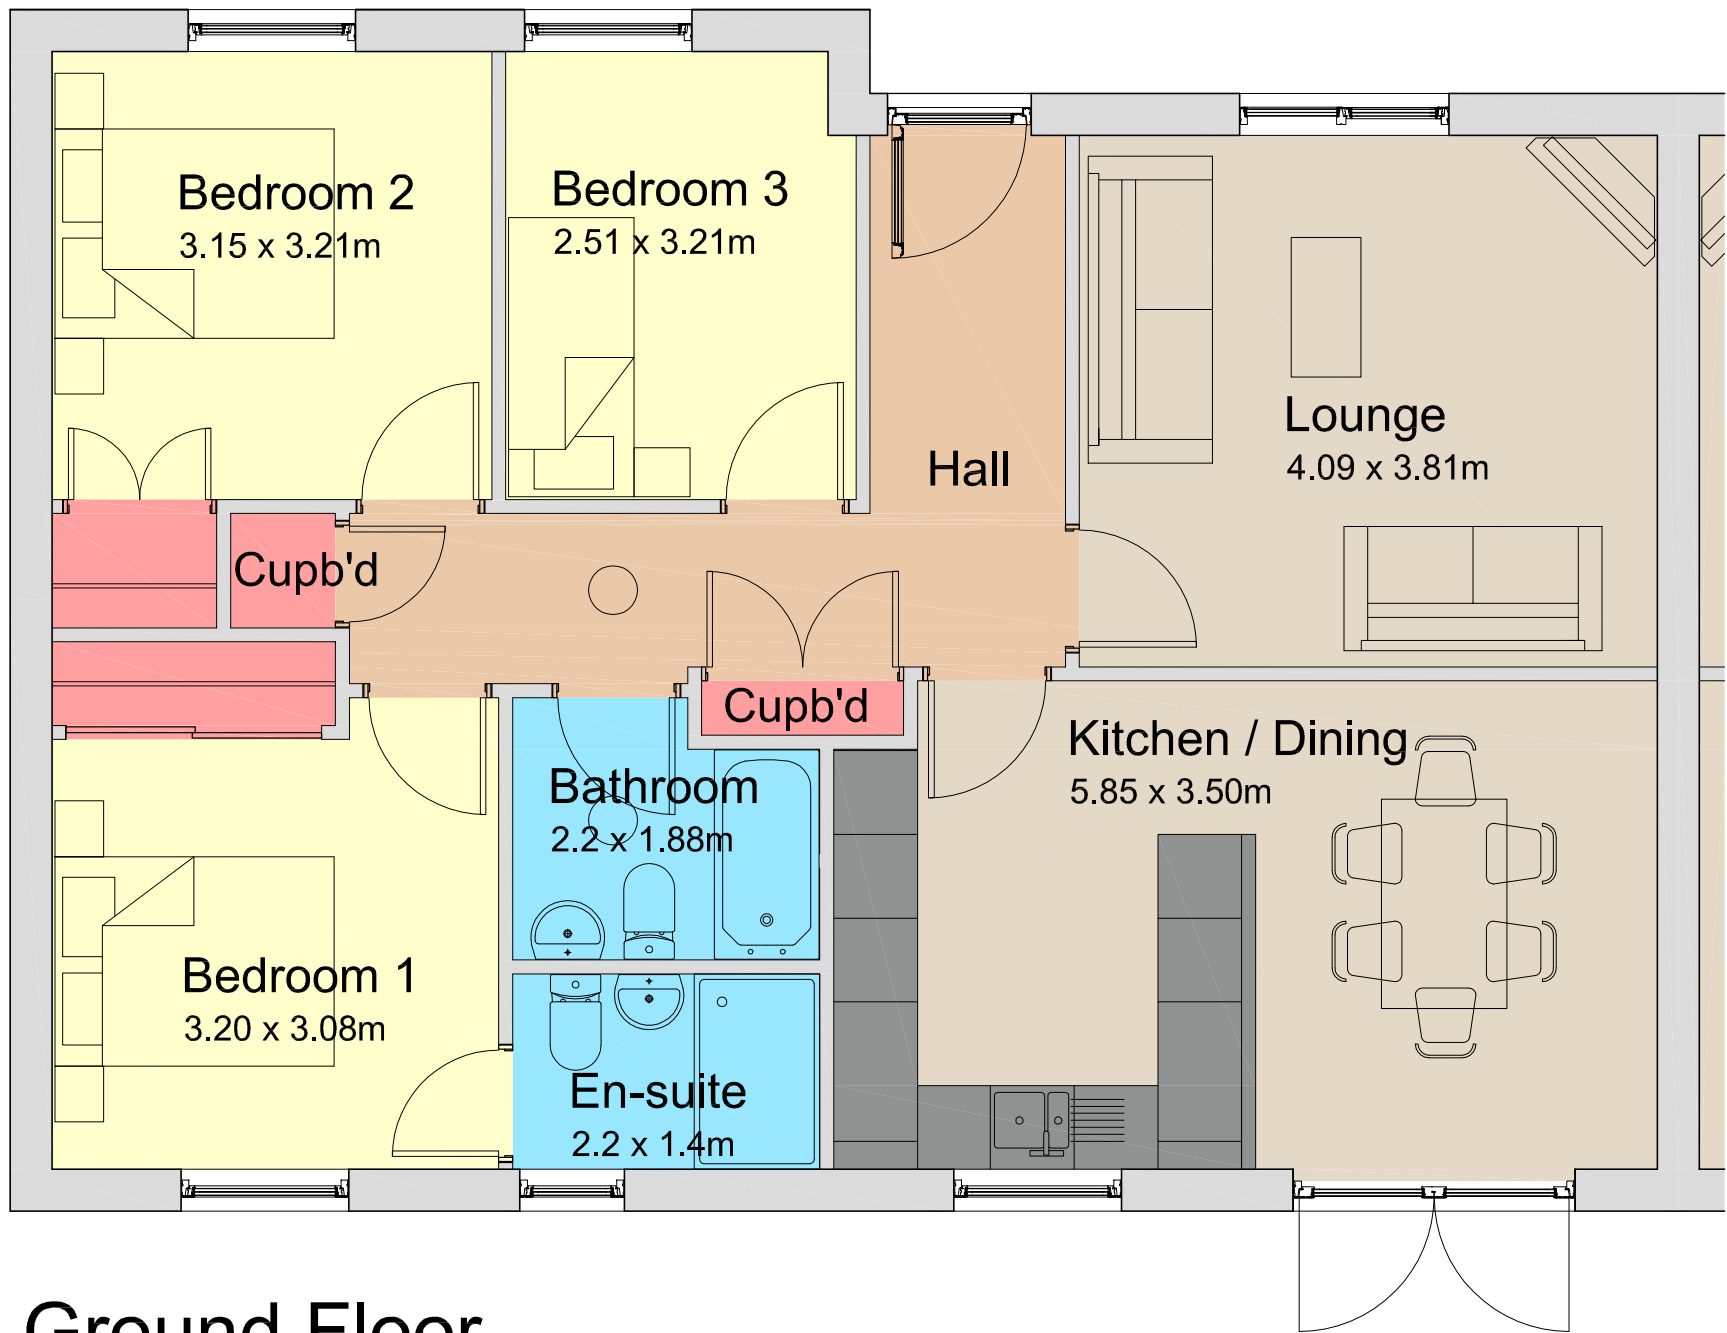 Bedroom 2
3.15 x 3.21m
Bedroom 3
2.51 x 3.21m
Hall
Lounge
4.09 x 3.81m
Cupb'd
Cupb'd
Kitchen / Dining
5.85 x 3.50m
Bathroom
2.2 x 1.88m
Bedroom 1
3.20 x 3.08m
En-suite
2.2 x 1.4m
Ground Floor